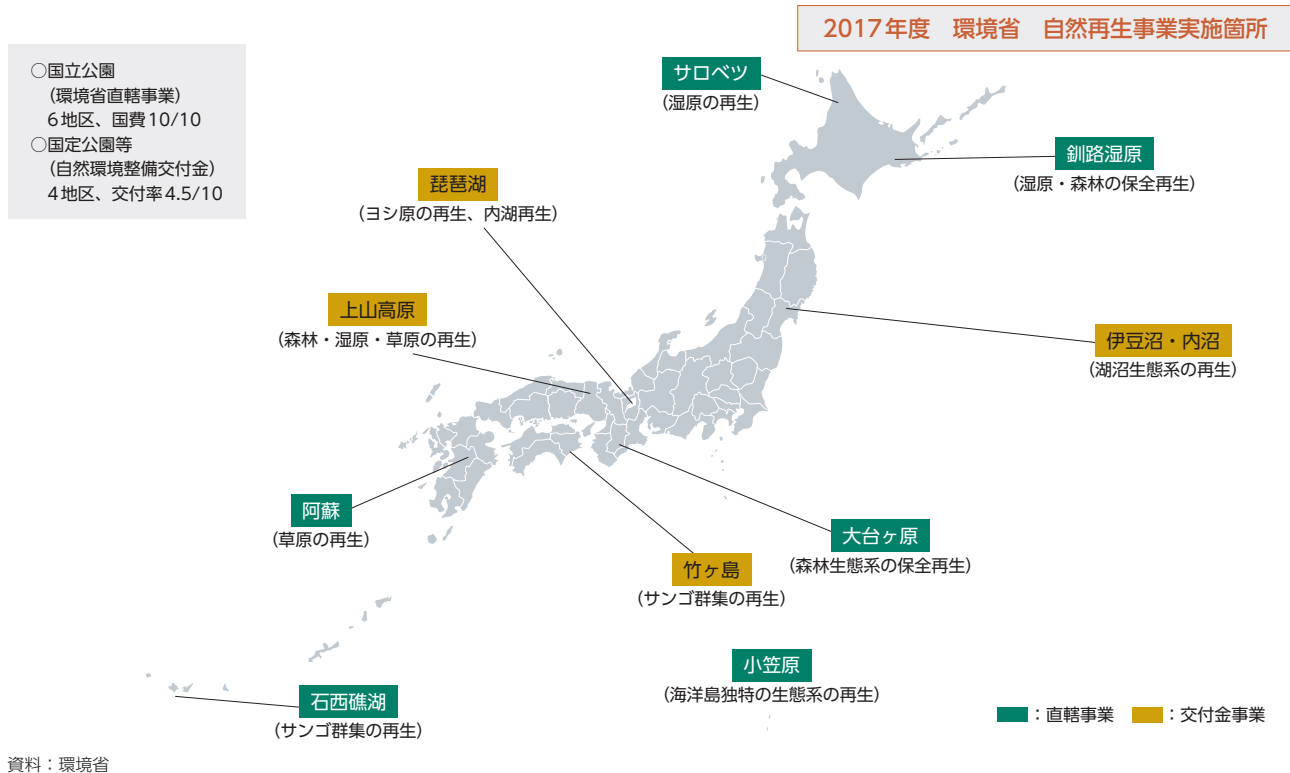 2017年度　環境省　自然再生事業実施箇所
○国立公園
(環境省直轄事業)
6地区、国費10/10
○国定公園等
(自然環境整備交付金)
4地区、交付率4.5/10
サロベツ
(湿原の再生)
釧路湿原
(湿原・森林の保全再生)
琵琶湖
(ヨシ原の再生、内湖再生)
上山高原
(森林・湿原・草原の再生)
伊豆沼・内沼
(湖沼生態系の再生)
阿蘇
(草原の再生)
大台ヶ原
(森林生態系の保全再生)
竹ヶ島
(サンゴ群集の再生)
小笠原
(海洋島独特の生態系の再生)
石西礁湖
(サンゴ群集の再生)
：直轄事業　：交付金事業
資料：環境省